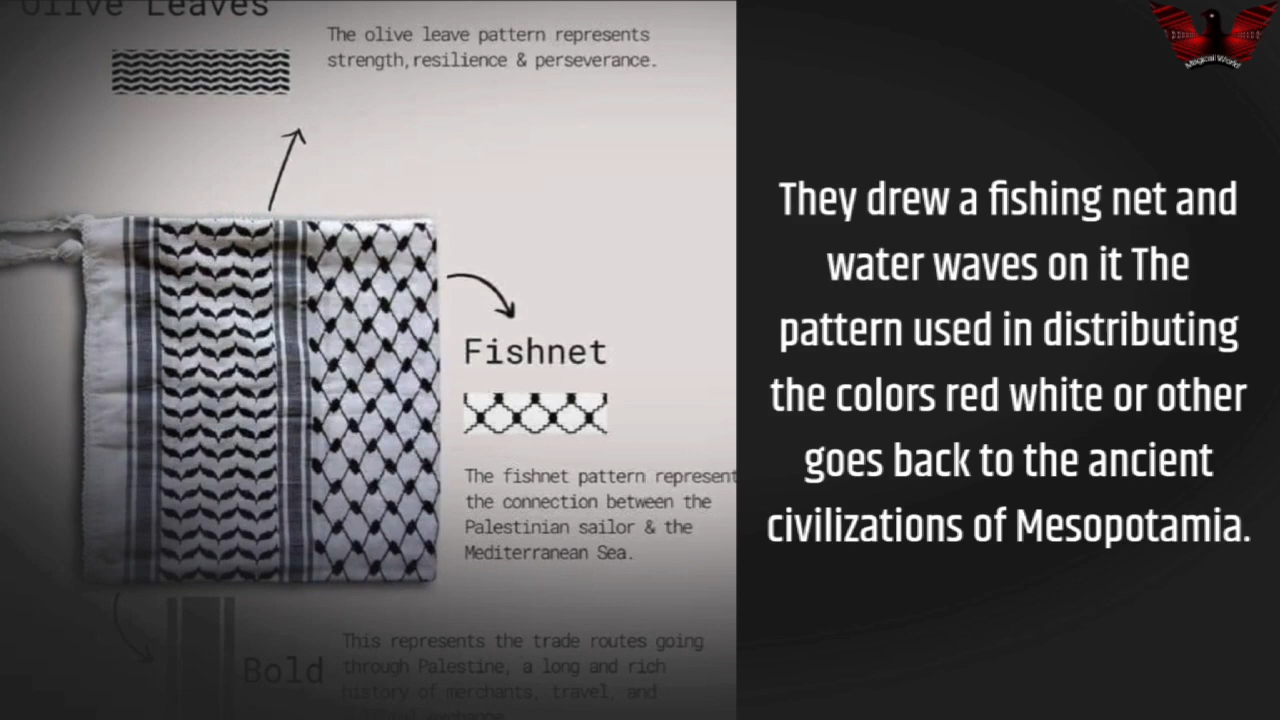 Olive Leaves
The olive leave pattern represents
strength,resilience & perseverance.
Fishnet
The fishnet pattern represent
the connection between the
Palestinian sailor & the
Mediterranean Sea.
Bold
This represents the trade routes going
through Palestine, a long and rich
history of merchants, travel, and
They drew a fishing net and
water waves on it The
pattern used in distributing
the colors red white or other
goes back to the ancient
civilizations of Mesopotamia.
Magical World